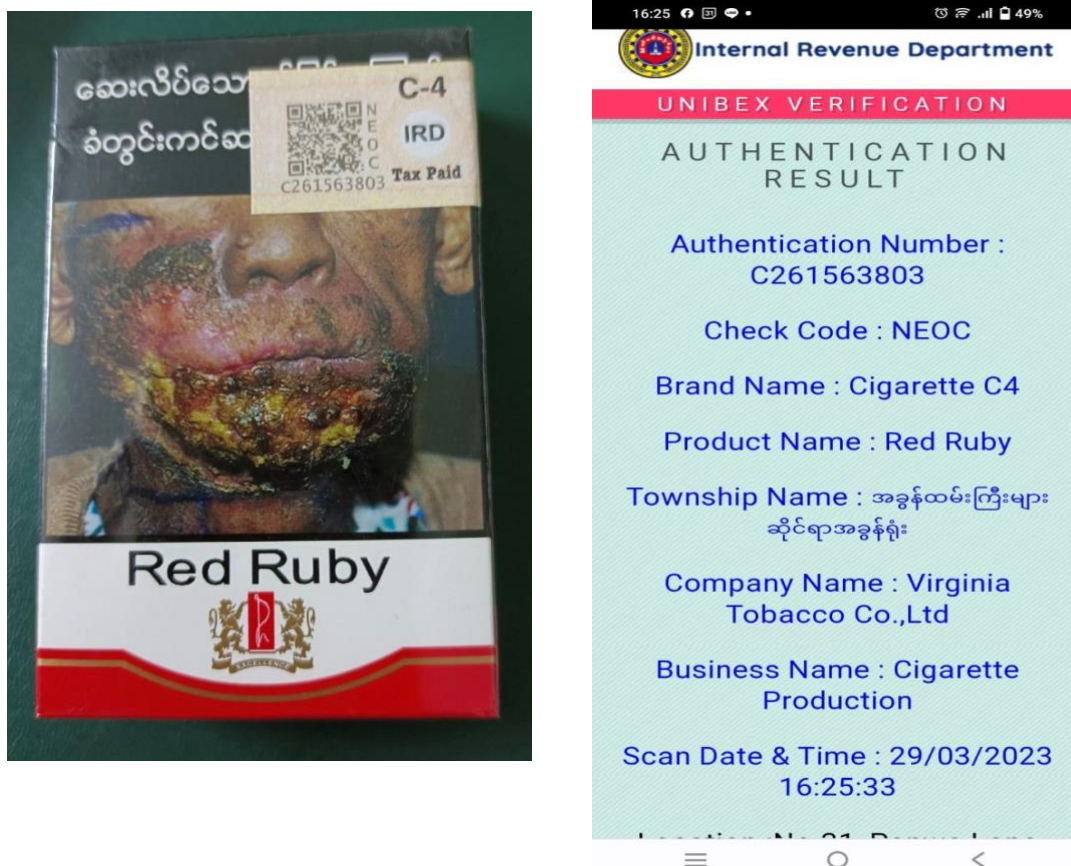 ဆေးလိပ်သော
ခံတွင်းကင်ဆ
C-4
IRD
NEOC
C261563803
Tax Paid
Red Ruby
EXCELLENCE
16:25
31
49%
Internal Revenue Department
UNIBEX VERIFICATION
AUTHENTICATION
RESULT
Authentication Number :
C261563803
Check Code : NEOC
Brand Name : Cigarette C4
Product Name : Red Ruby
Township Name : အခွန်ထမ်းကြီးများ
ဆိုင်ရာအခွန်ရုံး
Company Name : Virginia
Tobacco Co.,Ltd
Business Name : Cigarette
Production
Scan Date & Time : 29/03/2023
16:25:33